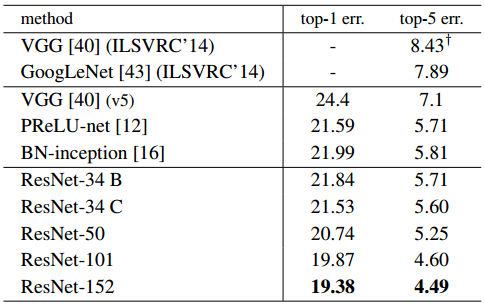 method top-1 err. top-5 err.
VGG [40] (ILSVRC’14) - 8.43†
GoogLeNet [43] (ILSVRC’14) - 7.89
VGG [40] (v5) 24.4 7.1
PReLU-net [12] 21.59 5.71
BN-inception [16] 21.99 5.81
ResNet-34 B 21.84 5.71
ResNet-34 C 21.53 5.60
ResNet-50 20.74 5.25
ResNet-101 19.87 4.60
ResNet-152 19.38 4.49